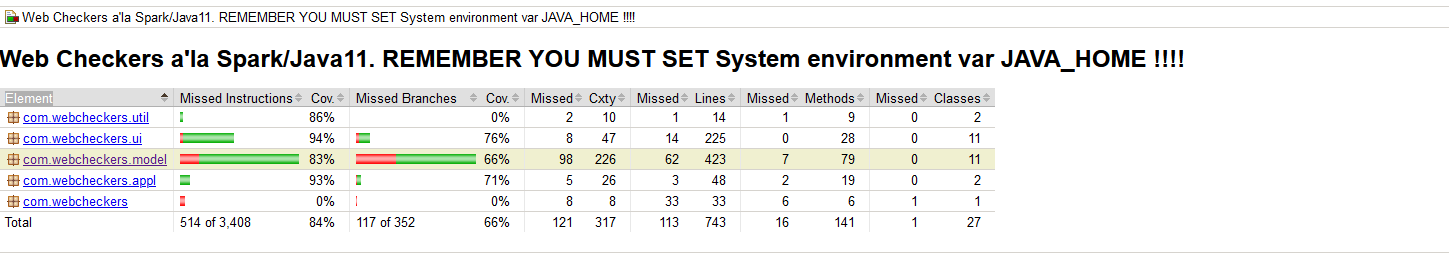 Web Checkers a'la Spark/Java11. REMEMBER YOU MUST SET System environment var JAVA_HOME !!!!
Web Checkers a'la Spark/Java11. REMEMBER YOU MUST SET System environment var JAVA_HOME !!!!
Element Missed Instructions Cov. Missed Branches Cov. Missed Cxty Missed Lines Missed Methods Missed Classes
com.webcheckers.util 86% 0% 2 10 1 14 1 9 0 2
com.webcheckers.ui 94% 76% 8 47 14 225 0 28 0 11
com.webcheckers.model 83% 66% 98 226 62 423 7 79 0 11
com.webcheckers.appl 93% 71% 5 26 3 48 2 19 0 2
com.webcheckers 0% 0% 8 8 33 33 6 6 1 1
Total 514 of 3,408 84% 117 of 352 66% 121 317 113 743 16 141 1 27